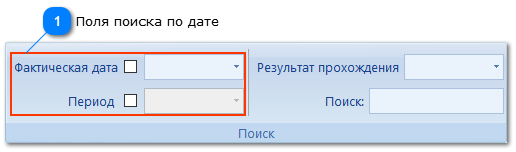 1 Поля поиска по дате
Фактическая дата Результат прохождения
Период Поиск:
Поиск